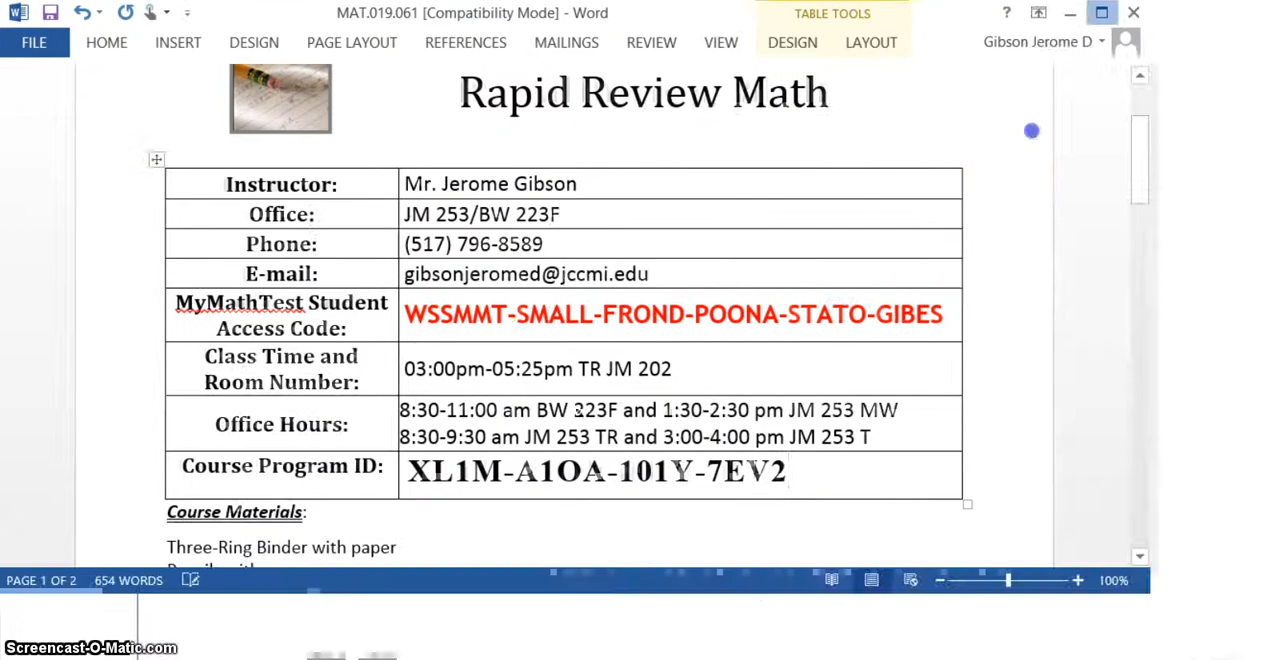 MAT.019.061 [Compatibility Mode] - Word
TABLE TOOLS
FILE HOME INSERT DESIGN PAGE LAYOUT REFERENCES MAILINGS REVIEW VIEW DESIGN LAYOUT Gibson Jerome D
Rapid Review Math
Instructor: Mr. Jerome Gibson
Office: JM 253/BW 223F
Phone: (517) 796-8589
E-mail: gibsonjeromed@jccmi.edu
MyMathTest Student
Access Code: WSSMMT-SMALL-FROND-POONA-STATO-GIBES
Class Time and
Room Number: 03:00pm-05:25pm TR JM 202
Office Hours: 8:30-11:00 am BW 223F and 1:30-2:30 pm JM 253 MW
8:30-9:30 am JM 253 TR and 3:00-4:00 pm JM 253 T
Course Program ID: XL1M-A1OA-101Y-7EV2
Course Materials:
Three-Ring Binder with paper
PAGE 1 OF 2 654 WORDS 100%
Screencast-O-Matic.com